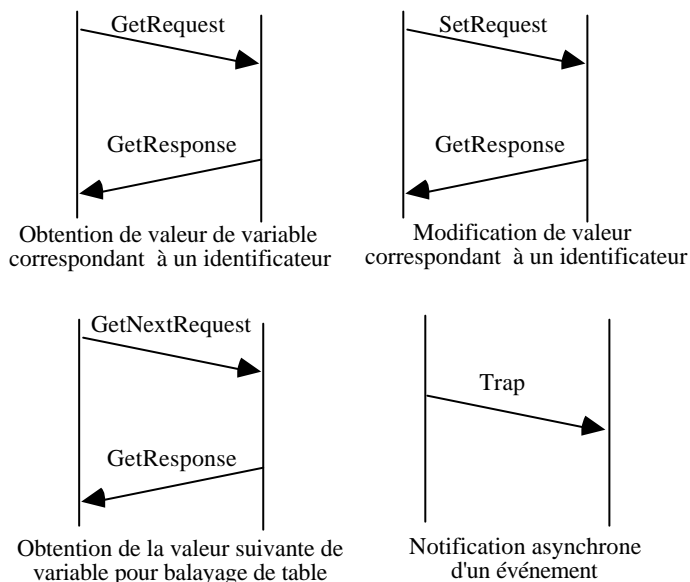 GetRequest
GetResponse
Obtention de valeur de variable
correspondant à un identificateur
SetRequest
GetResponse
Modification de valeur
correspondant à un identificateur
GetNextRequest
GetResponse
Obtention de la valeur suivante de
variable pour balayage de table
Trap
Notification asynchrone
d'un événement